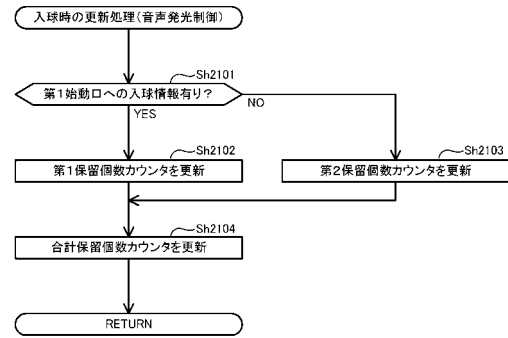 入球時の更新処理(音声発光制御)
Sh2101
第1始動口への入球情報有り?
YES
NO
Sh2102
第1保留個数カウンタを更新
Sh2103
第2保留個数カウンタを更新
Sh2104
合計保留個数カウンタを更新
RETURN